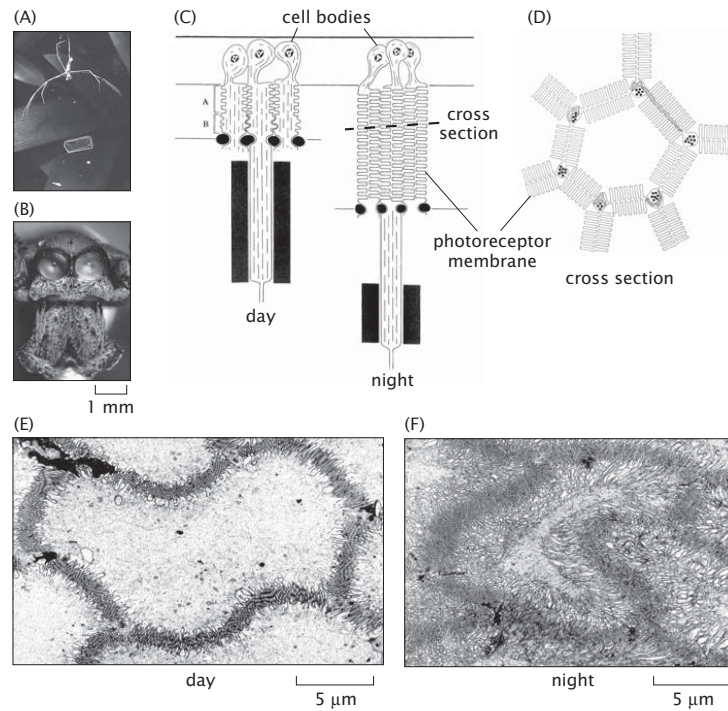 (A)
(B)
1 mm
(C)
cell bodies
A
B
cross
section
photoreceptor
membrane
day
night
(D)
cross section
(E)
day
5 μm
(F)
night
5 μm